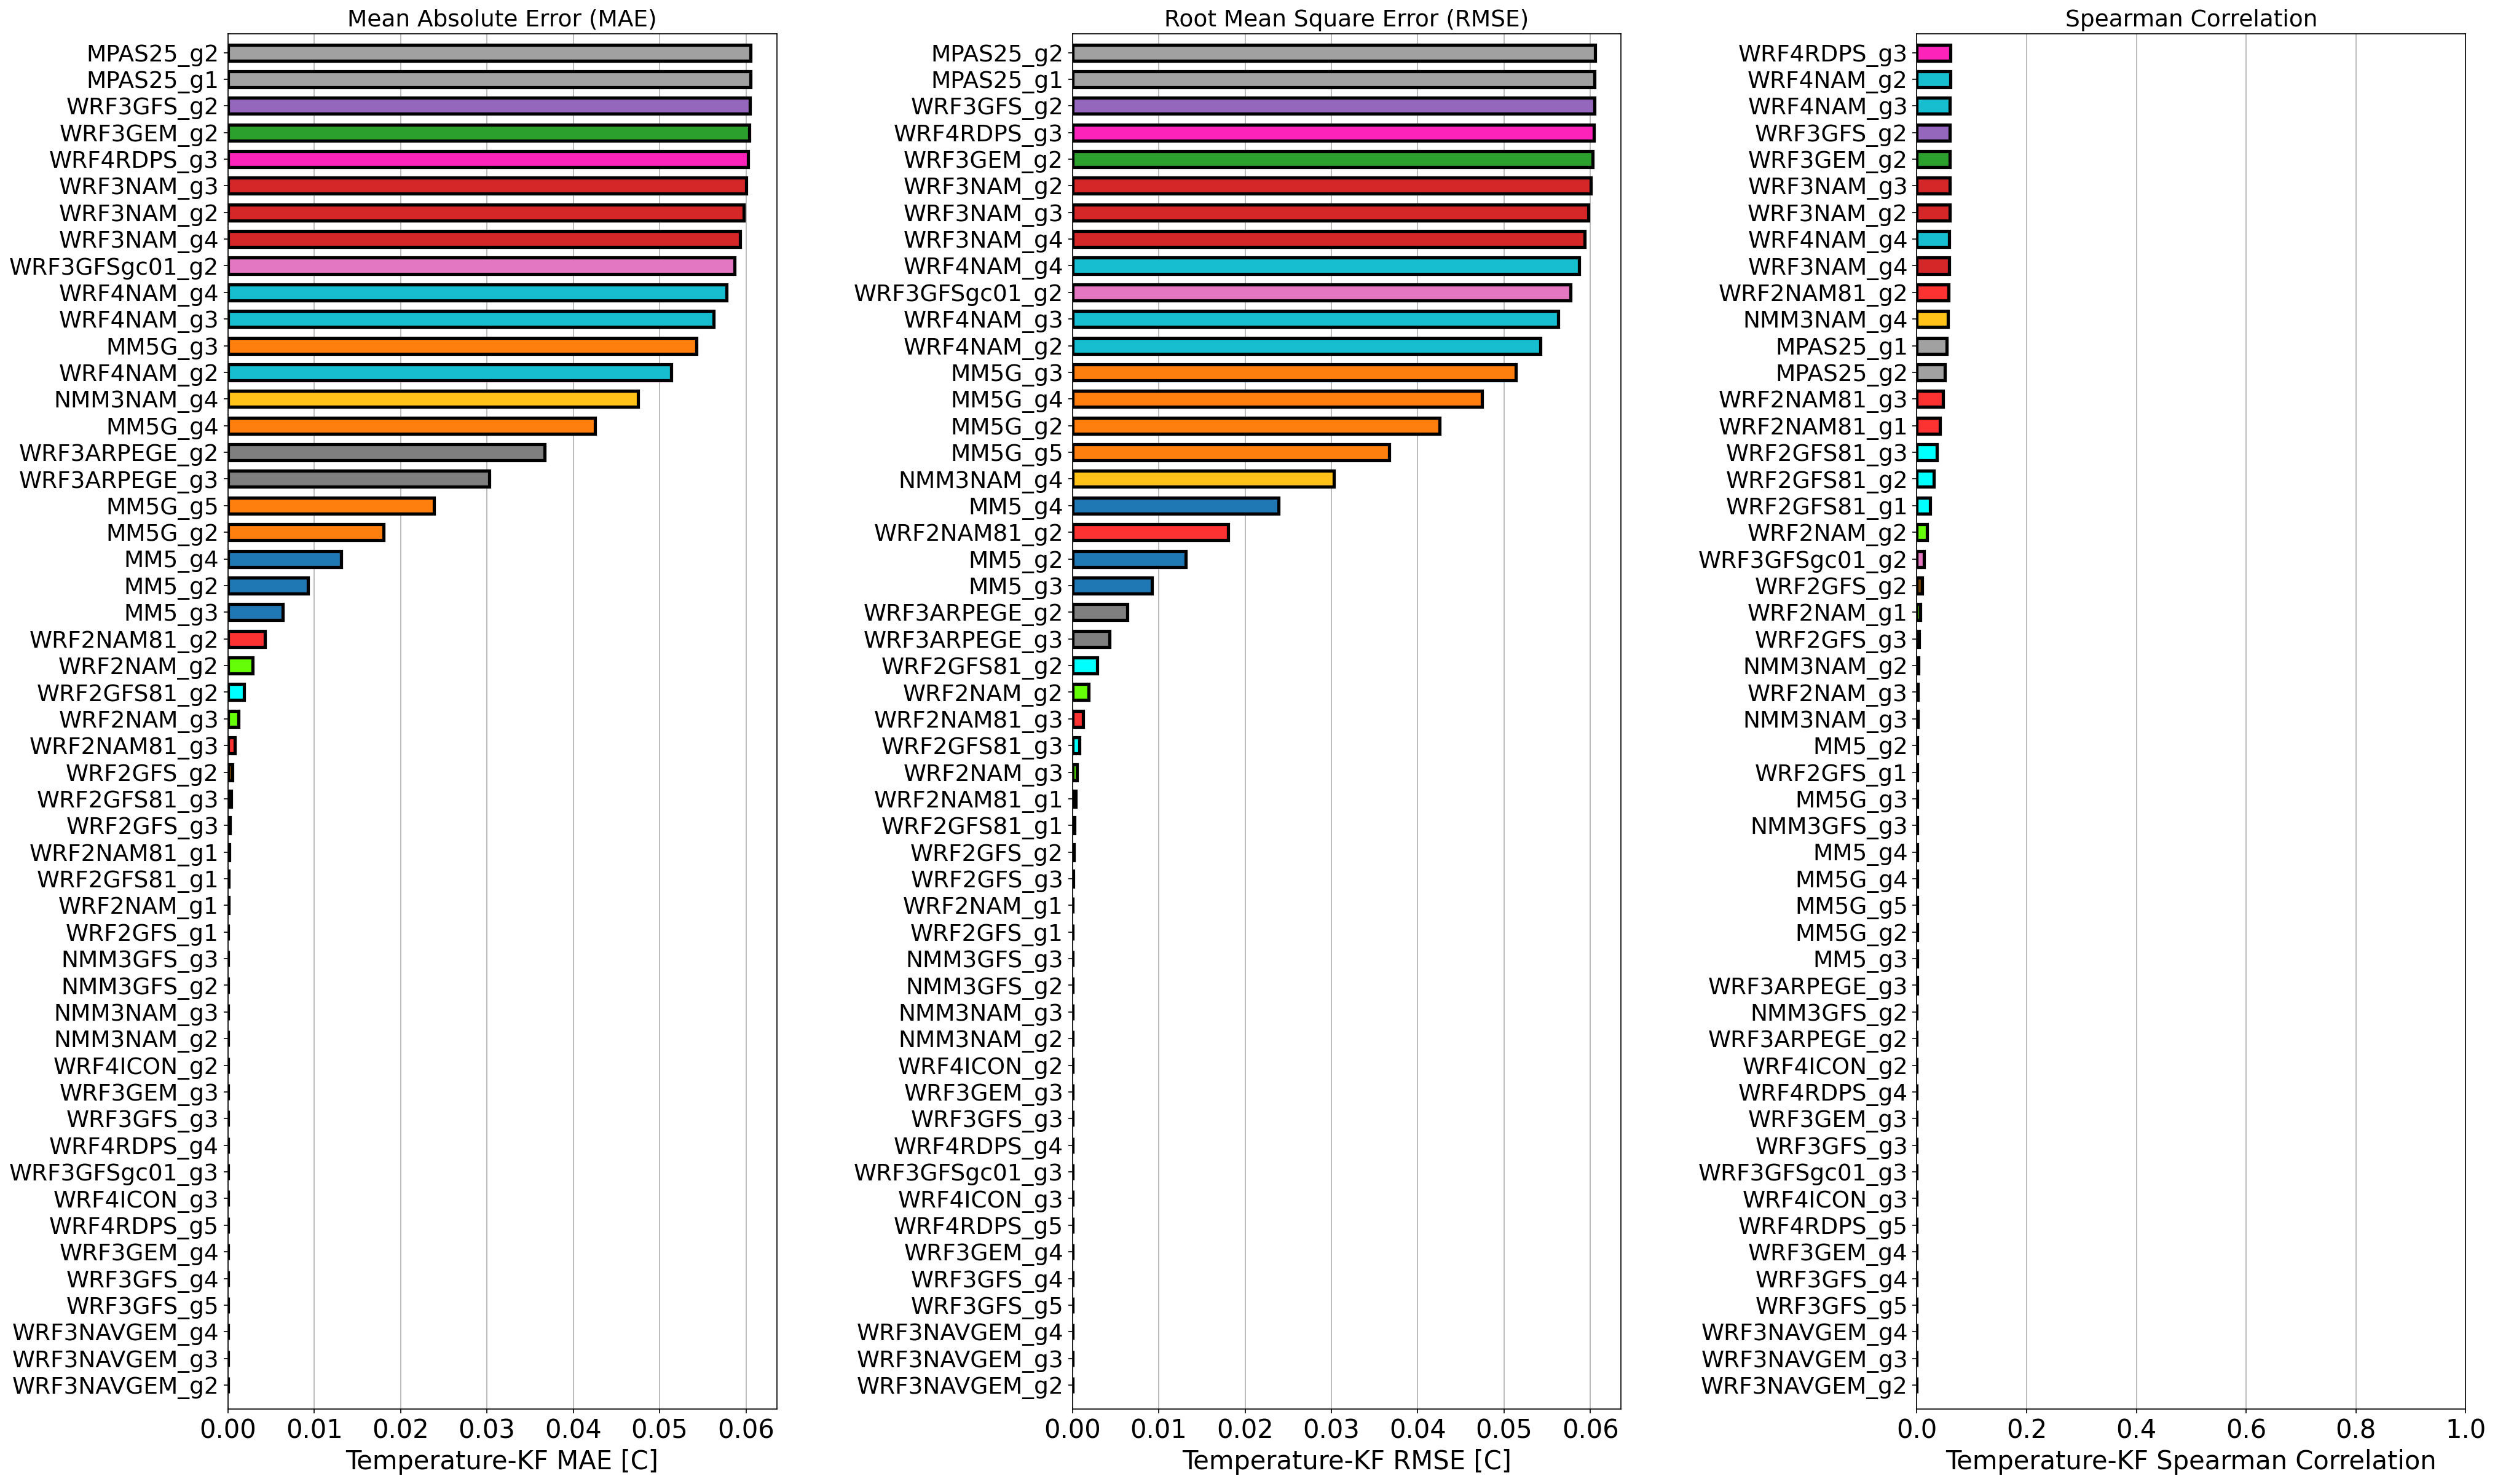 Mean Absolute Error (MAE)
MPAS25_g2
MPAS25_g1
WRF3GFS_g2
WRF3GEM_g2
WRF4RDPS_g3
WRF3NAM_g3
WRF3NAM_g2
WRF3NAM_g4
WRF3GFSgc01_g2
WRF4NAM_g4
WRF4NAM_g3
MM5G_g3
WRF4NAM_g2
NMM3NAM_g4
MM5G_g4
WRF3ARPEGE_g2
WRF3ARPEGE_g3
MM5G_g5
MM5G_g2
MM5_g4
MM5_g2
MM5_g3
WRF2NAM81_g2
WRF2NAM_g2
WRF2GFS81_g2
WRF2NAM_g3
WRF2NAM81_g3
WRF2GFS_g2
WRF2GFS81_g3
WRF2GFS_g3
WRF2NAM81_g1
WRF2GFS81_g1
WRF2NAM_g1
WRF2GFS_g1
NMM3GFS_g3
NMM3GFS_g2
NMM3NAM_g3
NMM3NAM_g2
WRF4ICON_g2
WRF3GEM_g3
WRF3GFS_g3
WRF4RDPS_g4
WRF3GFSgc01_g3
WRF4ICON_g3
WRF4RDPS_g5
WRF3GEM_g4
WRF3GFS_g4
WRF3GFS_g5
WRF3NAVGEM_g4
WRF3NAVGEM_g3
WRF3NAVGEM_g2
0.00 0.01 0.02 0.03 0.04 0.05 0.06
Temperature-KF MAE [C]
Root Mean Square Error (RMSE)
MPAS25_g2
MPAS25_g1
WRF3GFS_g2
WRF4RDPS_g3
WRF3GEM_g2
WRF3NAM_g2
WRF3NAM_g3
WRF3NAM_g4
WRF4NAM_g4
WRF3GFSgc01_g2
WRF4NAM_g3
WRF4NAM_g2
MM5G_g3
MM5G_g4
MM5G_g2
MM5G_g5
NMM3NAM_g4
MM5_g4
WRF2NAM81_g2
MM5_g2
MM5_g3
WRF3ARPEGE_g2
WRF3ARPEGE_g3
WRF2GFS81_g2
WRF2NAM_g2
WRF2NAM81_g3
WRF2GFS81_g3
WRF2NAM_g3
WRF2NAM81_g1
WRF2GFS81_g1
WRF2GFS_g2
WRF2GFS_g3
WRF2NAM_g1
WRF2GFS_g1
NMM3GFS_g3
NMM3GFS_g2
NMM3NAM_g3
NMM3NAM_g2
WRF4ICON_g2
WRF3GEM_g3
WRF3GFS_g3
WRF4RDPS_g4
WRF3GFSgc01_g3
WRF4ICON_g3
WRF4RDPS_g5
WRF3GEM_g4
WRF3GFS_g4
WRF3GFS_g5
WRF3NAVGEM_g4
WRF3NAVGEM_g3
WRF3NAVGEM_g2
0.00 0.01 0.02 0.03 0.04 0.05 0.06
Temperature-KF RMSE [C]
Spearman Correlation
WRF4RDPS_g3
WRF4NAM_g2
WRF4NAM_g3
WRF3GFS_g2
WRF3GEM_g2
WRF3NAM_g3
WRF3NAM_g2
WRF4NAM_g4
WRF3NAM_g4
WRF2NAM81_g2
NMM3NAM_g4
MPAS25_g1
MPAS25_g2
WRF2NAM81_g3
WRF2NAM81_g1
WRF2GFS81_g3
WRF2GFS81_g2
WRF2GFS81_g1
WRF2NAM_g2
WRF3GFSgc01_g2
WRF2GFS_g2
WRF2NAM_g1
WRF2GFS_g3
NMM3NAM_g2
WRF2NAM_g3
NMM3NAM_g3
MM5_g2
WRF2GFS_g1
MM5G_g3
NMM3GFS_g3
MM5_g4
MM5G_g4
MM5G_g5
MM5G_g2
MM5_g3
WRF3ARPEGE_g3
NMM3GFS_g2
WRF3ARPEGE_g2
WRF4ICON_g2
WRF4RDPS_g4
WRF3GEM_g3
WRF3GFS_g3
WRF3GFSgc01_g3
WRF4ICON_g3
WRF4RDPS_g5
WRF3GEM_g4
WRF3GFS_g4
WRF3GFS_g5
WRF3NAVGEM_g4
WRF3NAVGEM_g3
WRF3NAVGEM_g2
0.0 0.2 0.4 0.6 0.8 1.0
Temperature-KF Spearman Correlation